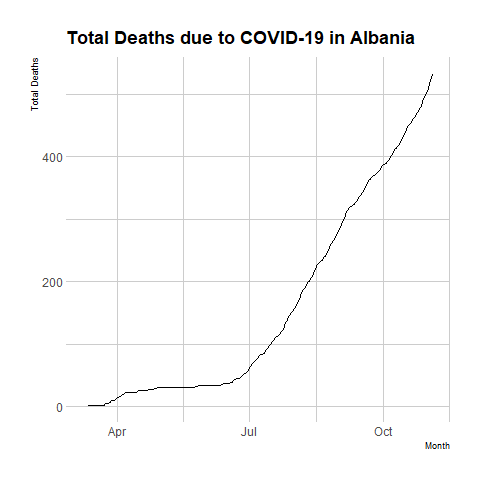 Total Deaths due to COVID-19 in Albania
Total Deaths
400
200
0
Apr Jul Oct
Month